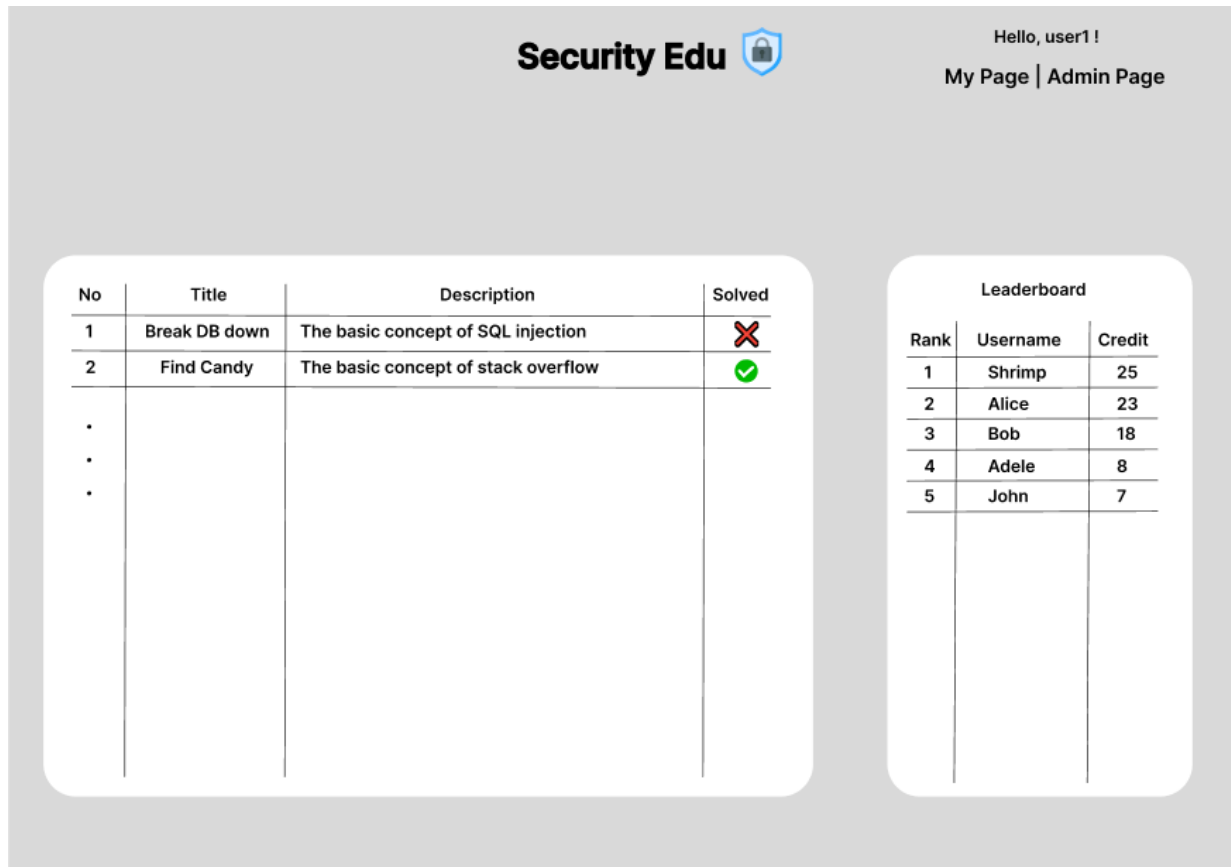 Security Edu
Hello, user1 !
My Page | Admin Page
No Title Description Solved
1 Break DB down The basic concept of SQL injection
2 Find Candy The basic concept of stack overflow
Leaderboard
Rank Username Credit
1 Shrimp 25
2 Alice 23
3 Bob 18
4 Adele 8
5 John 7